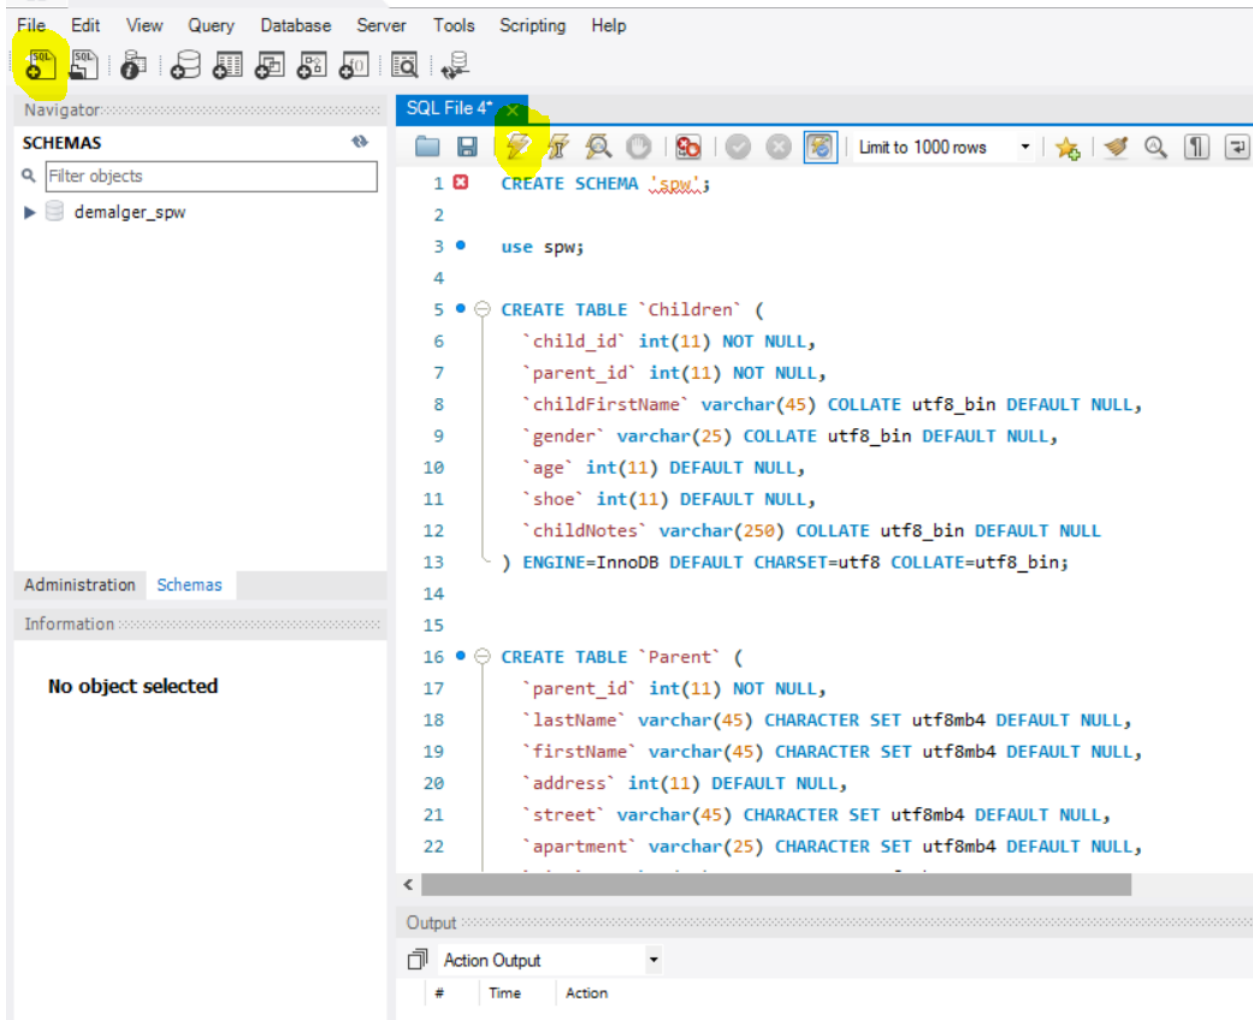 File Edit View Query Database Server Tools Scripting Help
SQL SQL
Navigator
SQL File 4*
SCHEMAS
Limit to 1000 rows
Filter objects
demalger_spw
1 CREATE SCHEMA 'spw';
2
3 use spw;
4
5 CREATE TABLE `Children` (
6 `child_id` int(11) NOT NULL,
7 `parent_id` int(11) NOT NULL,
8 `childFirstName` varchar(45) COLLATE utf8_bin DEFAULT NULL,
9 `gender` varchar(25) COLLATE utf8_bin DEFAULT NULL,
10 `age` int(11) DEFAULT NULL,
11 `shoe` int(11) DEFAULT NULL,
12 `childNotes` varchar(250) COLLATE utf8_bin DEFAULT NULL
13 ) ENGINE=InnoDB DEFAULT CHARSET=utf8 COLLATE=utf8_bin;
14
15
16 CREATE TABLE `Parent` (
17 `parent_id` int(11) NOT NULL,
18 `lastName` varchar(45) CHARACTER SET utf8mb4 DEFAULT NULL,
19 `firstName` varchar(45) CHARACTER SET utf8mb4 DEFAULT NULL,
20 `address` int(11) DEFAULT NULL,
21 `street` varchar(45) CHARACTER SET utf8mb4 DEFAULT NULL,
22 `apartment` varchar(25) CHARACTER SET utf8mb4 DEFAULT NULL,
Administration Schemas
Information
No object selected
Output
Action Output
# Time Action